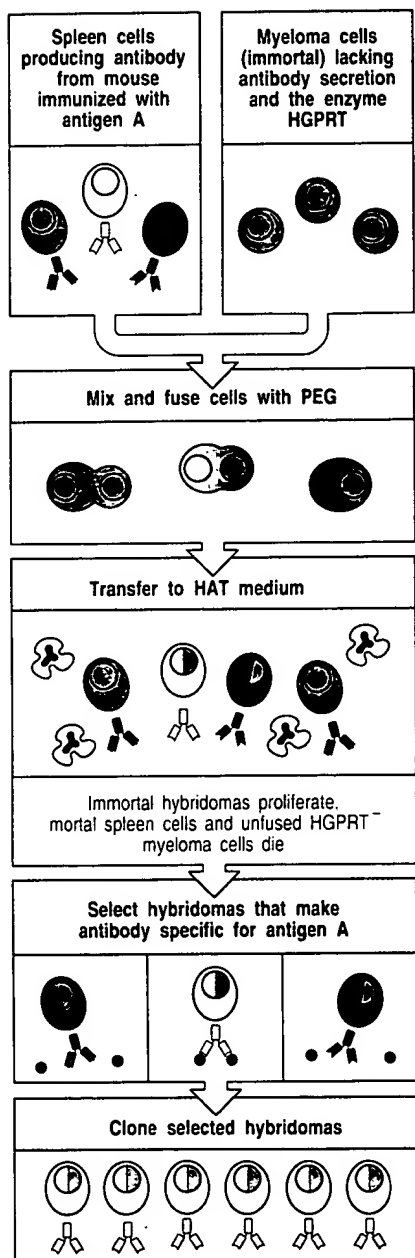 Spleen cells
producing antibody
from mouse
immunized with
antigen A
Myeloma cells
(immortal) lacking
antibody secretion
and the enzyme
HGPRT
Mix and fuse cells with PEG
Transfer to HAT medium
Immortal hybridomas proliferate,
mortal spleen cells and unfused HGPRT⁻
myeloma cells die
Select hybridomas that make
antibody specific for antigen A
Clone selected hybridomas